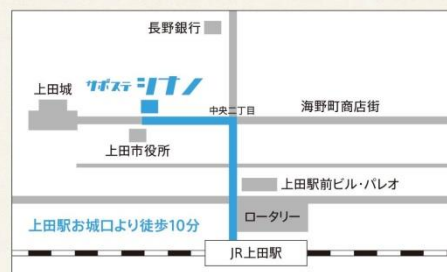 長野銀行
サポステシナノ
上田城
中央二丁目
海野町商店街
上田市役所
上田駅前ビル・パレオ
ロータリー
上田駅お城口より徒歩10分
JR上田駅